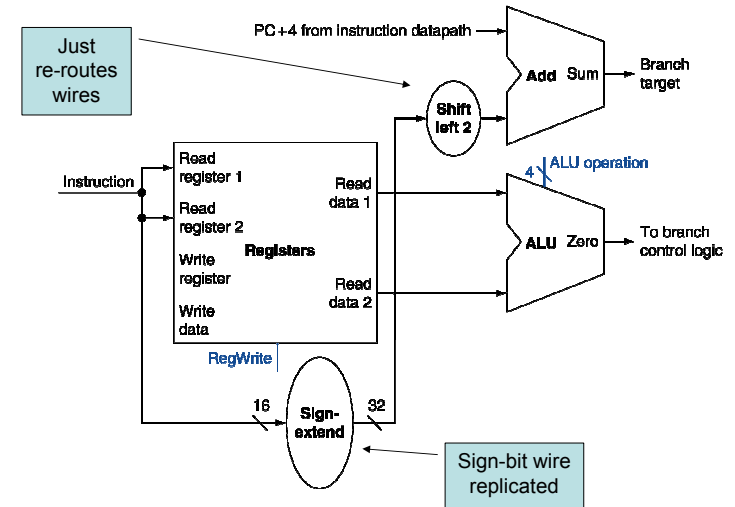 Just
re-routes
wires
PC+4 from instruction datapath
Add Sum
Branch
target
Shift
left 2
Instruction
Read
register 1
Read
register 2
Write
register
Write
data
Registers
Read
data 1
Read
data 2
RegWrite
4
ALU operation
ALU Zero
To branch
control logic
16
Sign-
extend
32
Sign-bit wire
replicated